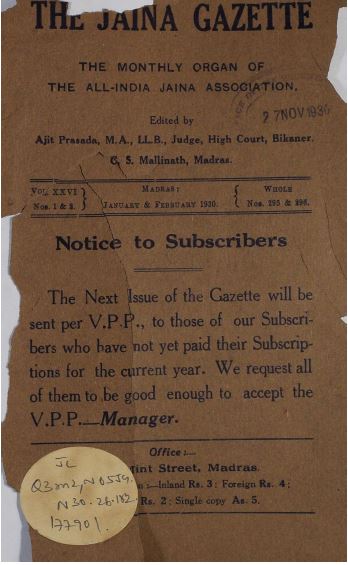 THE JAINA GAZETTE
THE MONTHLY ORGAN OF
THE ALL-INDIA JAINA ASSOCIATION.
27 NOV 1936
Edited by
Ajit Prasada, M.A., LL.B., Judge, High Court, Bikaner.
C. S. Mallinath, Madras.
VOL. XXVI
Nos. 1 & 2.
MADRAS:
JANUARY & FEBRUARY 1930.
WHOLE
Nos. 295 & 296.
Notice to Subscribers
The Next Issue of the Gazette will be
sent per V.P.P., to those of our Subscri-
bers who have not yet paid their Subscrip-
tions for the current year. We request all
of them to be good enough to accept the
V.P.P.—Manager.
Office:—
Mint Street, Madras.
n :—Inland Rs. 3 ; Foreign Rs. 4 ;
Rs. 2 ; Single copy As. 5.
JL
Q3m2,N05JG.
N30.26.1&2
177901.